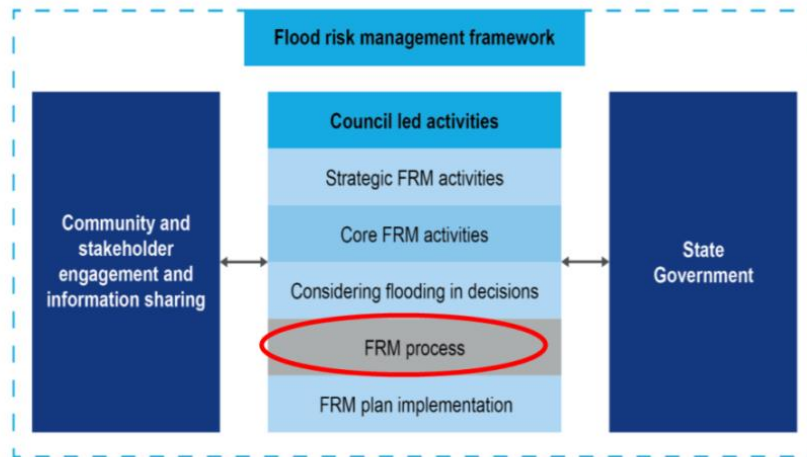 Flood risk management framework
Community and
stakeholder
engagement and
information sharing
Council led activities
Strategic FRM activities
Core FRM activities
Considering flooding in decisions
FRM process
FRM plan implementation
State
Government